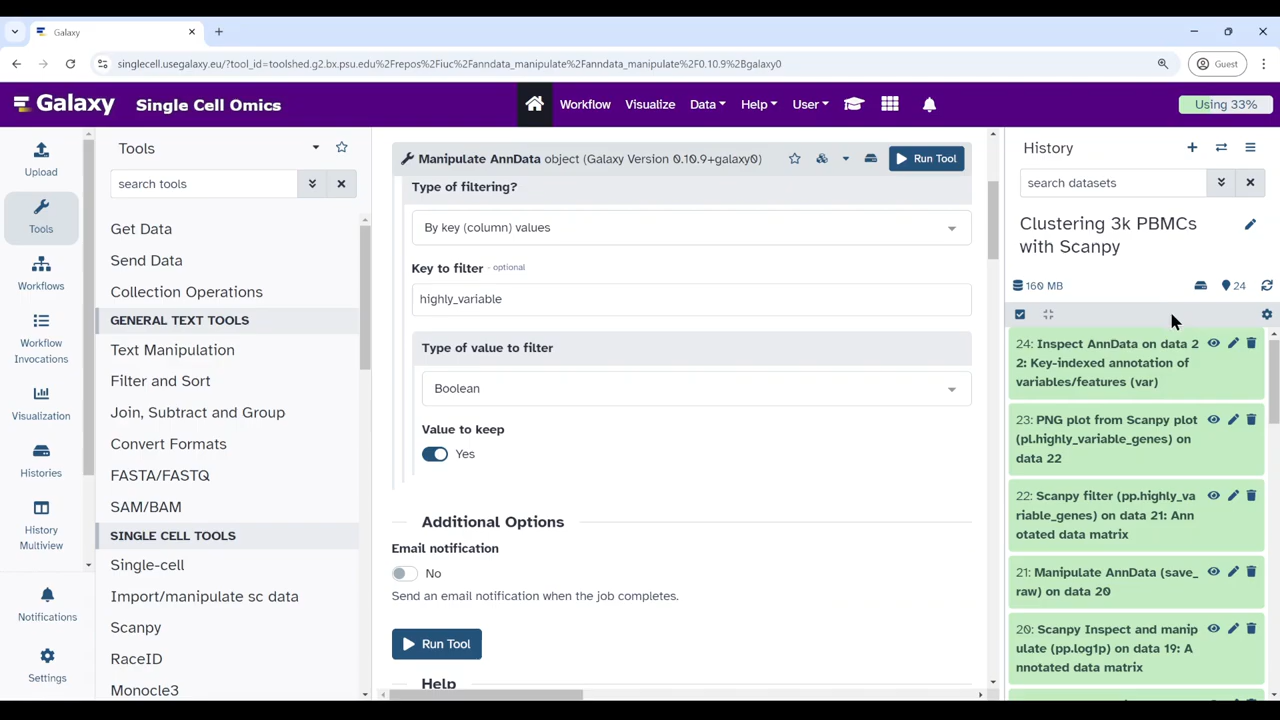 Galaxy
singlecell.usegalaxy.eu/?tool_id=toolshed.g2.bx.psu.edu%2Frepos%2Fiuc%2Fanndata_manipulate%2Fanndata_manipulate%2F0.10.9%2Bgalaxy0
Guest
Galaxy
Single Cell Omics
Workflow
Visualize
Data
Help
User
Using 33%
Upload
Tools
Workflows
Workflow
Invocations
Visualization
Histories
History
Multiview
Notifications
Settings
Tools
search tools
Get Data
Send Data
Collection Operations
GENERAL TEXT TOOLS
Text Manipulation
Filter and Sort
Join, Subtract and Group
Convert Formats
FASTA/FASTQ
SAM/BAM
SINGLE CELL TOOLS
Single-cell
Import/manipulate sc data
Scanpy
RaceID
Monocle3
Manipulate AnnData object (Galaxy Version 0.10.9+galaxy0)
Run Tool
Type of filtering?
By key (column) values
Key to filter - optional
highly_variable
Type of value to filter
Boolean
Value to keep
Yes
Additional Options
Email notification
No
Send an email notification when the job completes.
Run Tool
Help
History
search datasets
Clustering 3k PBMCs
with Scanpy
160 MB
24
24: Inspect AnnData on data 2
2: Key-indexed annotation of
variables/features (var)
23: PNG plot from Scanpy plot
(pl.highly_variable_genes) on
data 22
22: Scanpy filter (pp.highly_va
riable_genes) on data 21: Ann
otated data matrix
21: Manipulate AnnData (save_
raw) on data 20
20: Scanpy Inspect and manip
ulate (pp.log1p) on data 19: A
nnotated data matrix